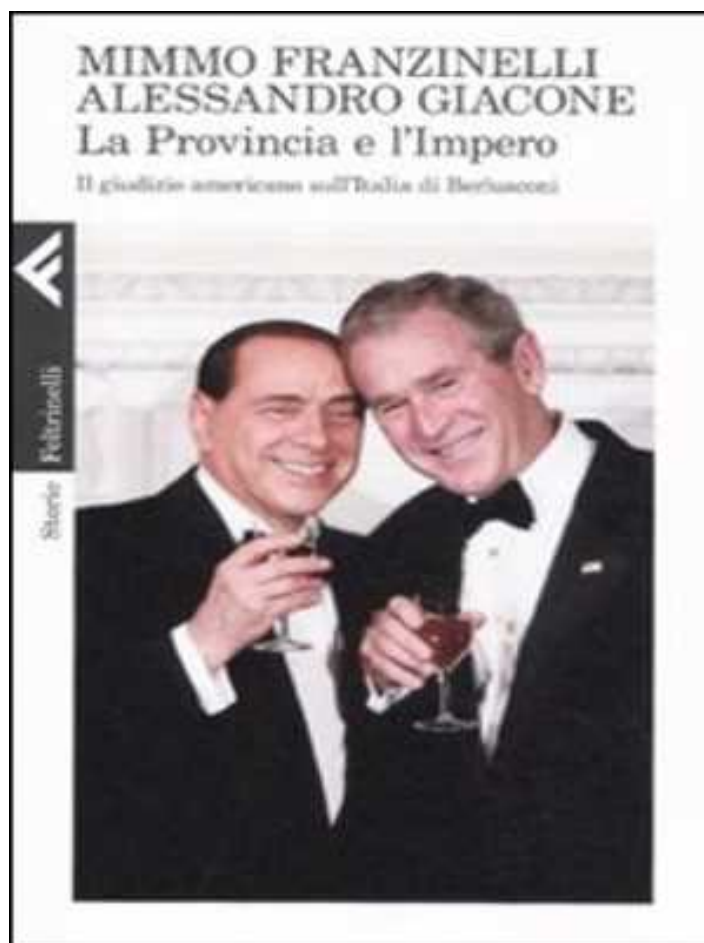 MIMMO FRANZINELLI
ALESSANDRO GIACONE
La Provincia e l'Impero
Il giudizio americano sull'Italia di Berlusconi
Feltrinelli
Storie